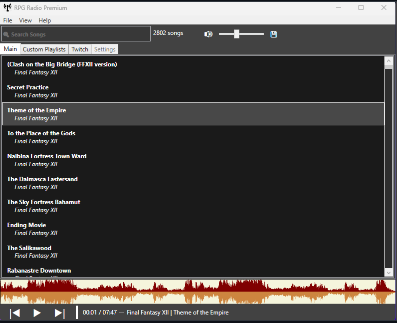 RPG Radio Premium
File View Help
Search Songs
2802 songs
Main Custom Playlists Twitch Settings
(Clash on the Big Bridge (FFXII version)
Final Fantasy XII
Secret Practice
Final Fantasy XII
Theme of the Empire
Final Fantasy XII
To the Place of the Gods
Final Fantasy XII
Nalbina Fortress Town Ward
Final Fantasy XII
The Dalmasca Eastersand
Final Fantasy XII
The Sky Fortress Bahamut
Final Fantasy XII
Ending Movie
Final Fantasy XII
The Salikawood
Final Fantasy XII
Rabanastre Downtown
00:01 / 07:47 -- Final Fantasy XII | Theme of the Empire